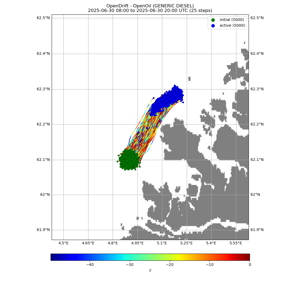 OpenDrift - OpenOil (GENERIC DIESEL)
2025-06-30 08:00 to 2025-06-30 20:00 UTC (25 steps)
initial (5000)
active (5000)
62.5°N 62.5°N
62.4°N 62.4°N
62.3°N 62.3°N
62.2°N 62.2°N
62.1°N 62.1°N
62°N 62°N
61.9°N 61.9°N
4.5°E 4.65°E 4.8°E 4.95°E 5.1°E 5.25°E 5.4°E 5.55°E
−40 −30 −20 −10 0
z